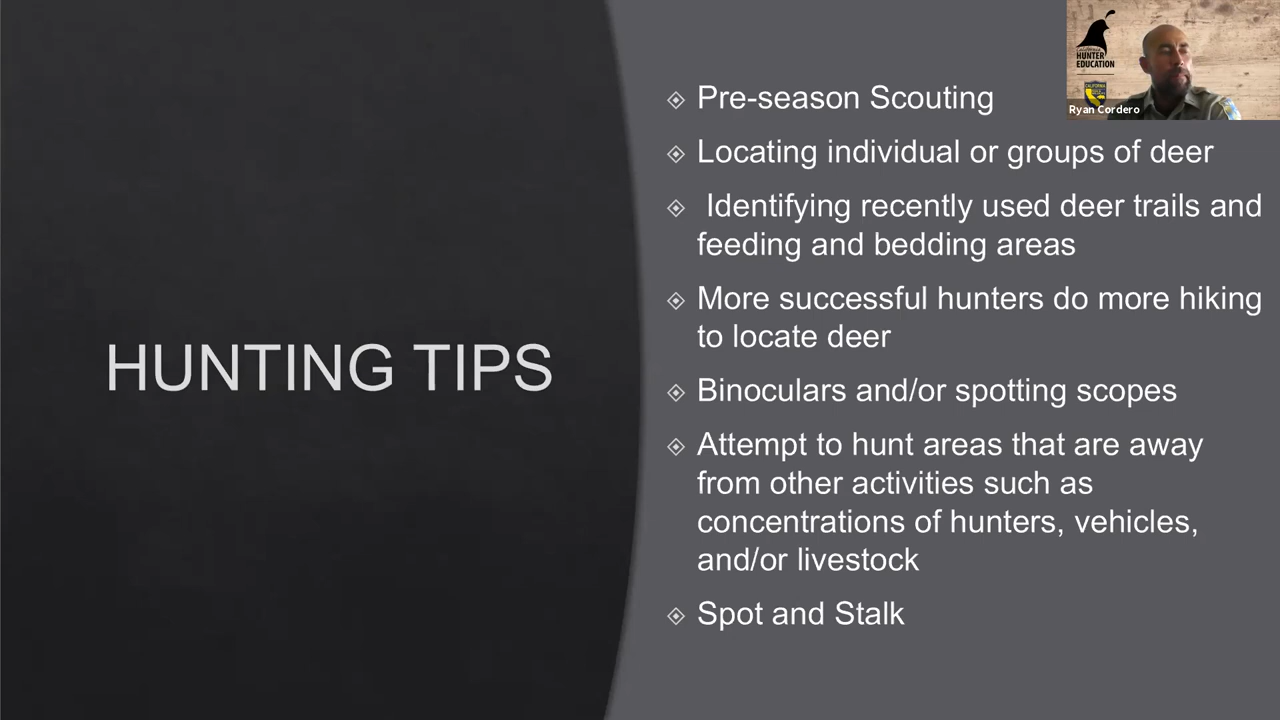 HUNTING TIPS
Pre-season Scouting
Locating individual or groups of deer
Identifying recently used deer trails and
feeding and bedding areas
More successful hunters do more hiking
to locate deer
Binoculars and/or spotting scopes
Attempt to hunt areas that are away
from other activities such as
concentrations of hunters, vehicles,
and/or livestock
Spot and Stalk
HUNTER
EDUCATION
CALIFORNIA
Ryan Cordero